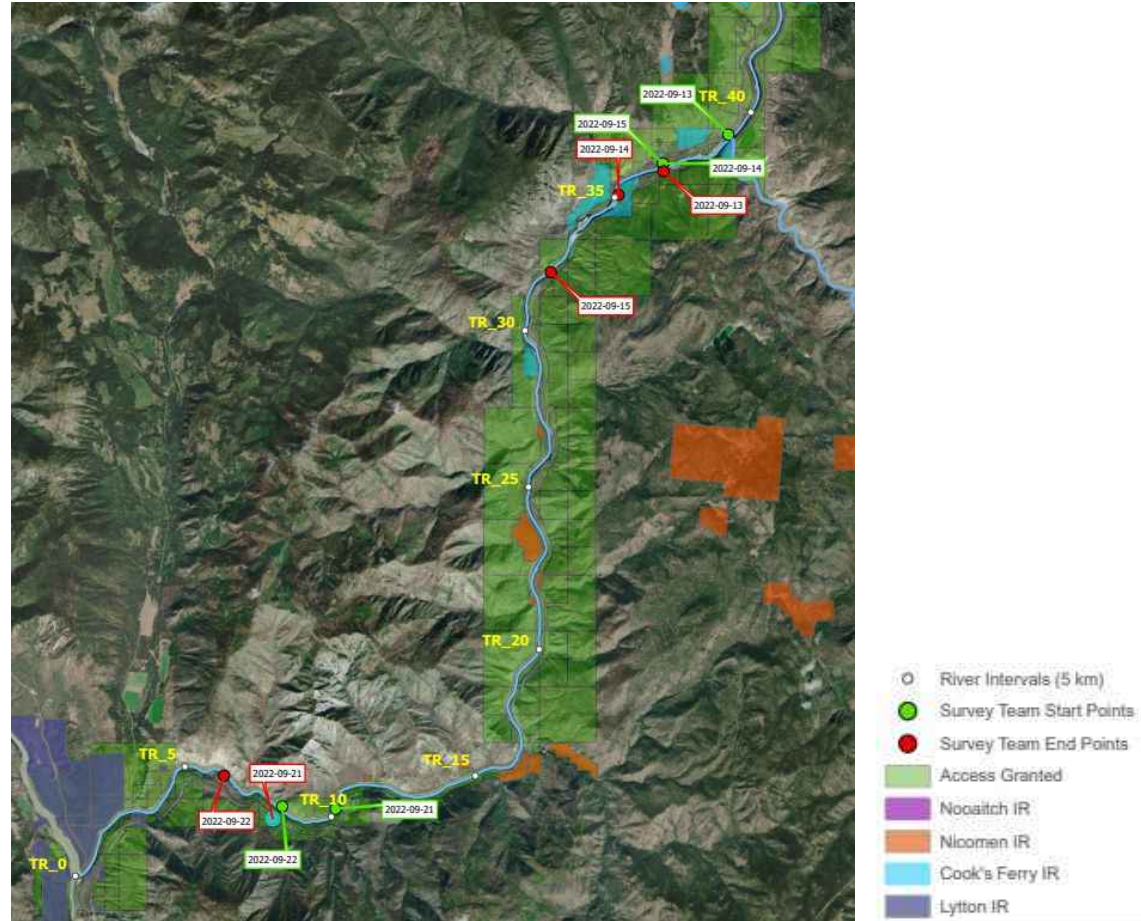 2022-09-13
TR_40
2022-09-15
2022-09-14
2022-09-14
TR_35
2022-09-13
2022-09-15
TR_30
TR_25
TR_20
TR_15
TR_5
2022-09-21
TR_10
2022-09-21
2022-09-22
2022-09-22
TR_0
River Intervals (5 km)
Survey Team Start Points
Survey Team End Points
Access Granted
Nooaitch IR
Nicomen IR
Cook's Ferry IR
Lytton IR